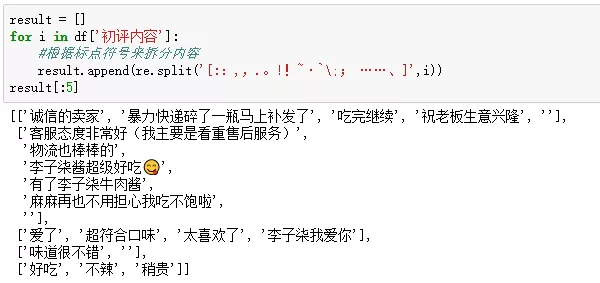 result = []
for i in df['初评内容']:
#根据标点符号来拆分内容
result.append(re.split('[:：,，.。!！~·`\;； ……、]',i))
result[:5]
[['诚信的卖家', '暴力快递碎了一瓶马上补发了', '吃完继续', '祝老板生意兴隆', ''],
['客服态度非常好（我主要是看重售后服务）',
'物流也棒棒的',
'李子柒酱超级好吃😋',
'有了李子柒牛肉酱',
'麻麻再也不用担心我吃不饱啦',
''],
['爱了', '超符合口味', '太喜欢了', '李子柒我爱你'],
['味道很不错', ''],
['好吃', '不辣', '稍贵']]